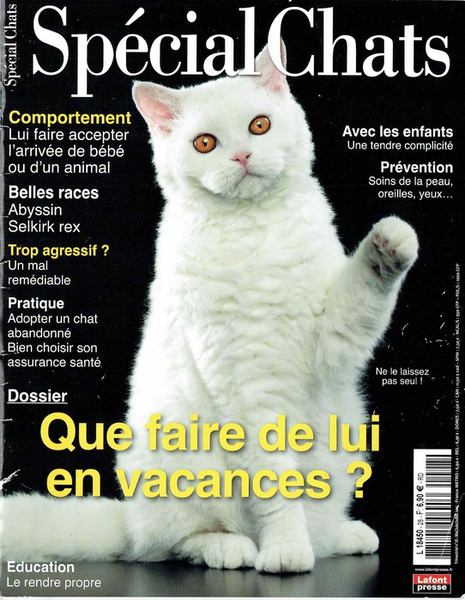 Spécial Chats
Spécial Chats
Comportement
Lui faire accepter
l'arrivée de bébé
ou d'un animal
Belles races
Abyssin
Selkirk rex
Trop agressif ?
Un mal
remédiable
Pratique
Adopter un chat
abandonné
Bien choisir son
assurance santé
Avec les enfants
Une tendre complicité
Prévention
Soins de la peau,
oreilles, yeux...
Ne le laissez
pas seul !
Dossier
Que faire de lui
en vacances ?
Education
Le rendre propre
L 18450 - 28 - F: 6,90 € - RD
www.lafontpresse.fr
Lafont
presse